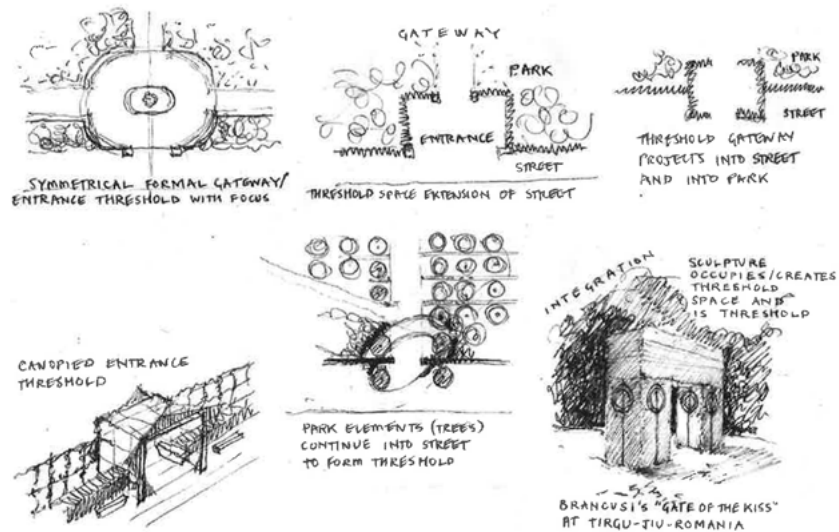 SYMMETRICAL FORMAL GATEWAY/
ENTRANCE THRESHOLD WITH FOCUS
GATEWAY
PARK
ENTRANCE
STREET
THRESHOLD SPACE EXTENSION OF STREET
PARK
STREET
THRESHOLD GATEWAY
PROJECTS INTO STREET
AND INTO PARK
CANOPIED ENTRANCE
THRESHOLD
PARK ELEMENTS (TREES)
CONTINUE INTO STREET
TO FORM THRESHOLD
INTEGRATION
SCULPTURE
OCCUPIES/CREATES
THRESHOLD
SPACE AND
IS THRESHOLD
BRANCUSI'S "GATE OF THE KISS"
AT TIRGU-JIU-ROMANIA